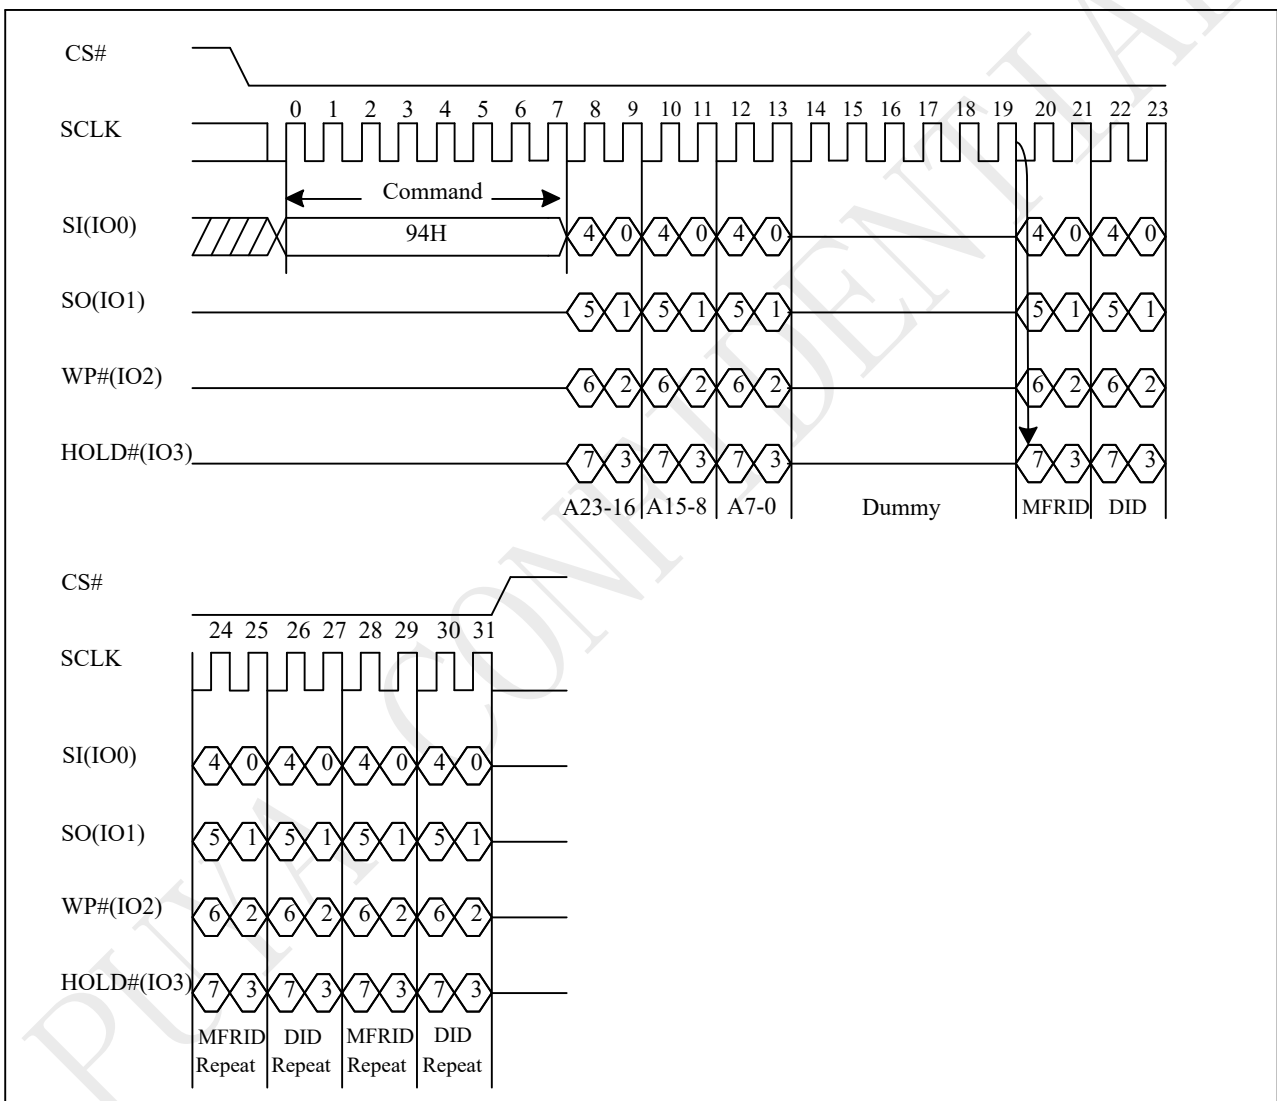 CS#
0 1 2 3 4 5 6 7 8 9 10 11 12 13 14 15 16 17 18 19 20 21 22 23
SCLK
Command
SI(IO0) 94H 4 0 4 0 4 0 4 0 4 0
SO(IO1) 5 1 5 1 5 1 5 1 5 1
WP#(IO2) 6 2 6 2 6 2 6 2 6 2
HOLD#(IO3) 7 3 7 3 7 3 7 3 7 3
A23-16 A15-8 A7-0 Dummy MFRID DID
CS#
24 25 26 27 28 29 30 31
SCLK
SI(IO0) 4 0 4 0 4 0 4 0
SO(IO1) 5 1 5 1 5 1 5 1
WP#(IO2) 6 2 6 2 6 2 6 2
HOLD#(IO3) 7 3 7 3 7 3 7 3
MFRID DID MFRID DID
Repeat Repeat Repeat Repeat
PUYA CONFIDENTIAL